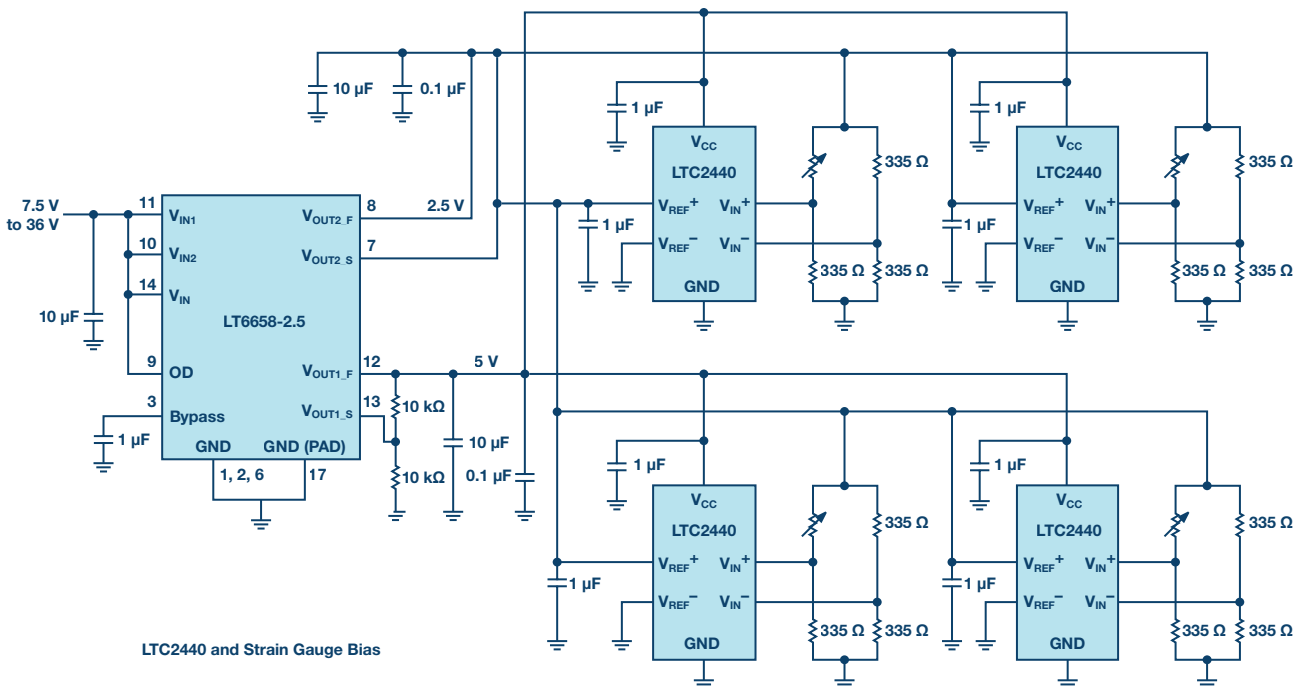 10 µF
0.1 µF
1 µF
1 µF
VCC
LTC2440
VREF+
VIN+
VREF−
VIN−
GND
335 Ω
335 Ω
335 Ω
1 µF
VCC
LTC2440
VREF+
VIN+
VREF−
VIN−
GND
335 Ω
335 Ω
335 Ω
1 µF
7.5 V
to 36 V
10 µF
11
VIN1
10
VIN2
14
VIN
9
OD
3
Bypass
1 µF
LT6658-2.5
VOUT2_F
8
2.5 V
VOUT2_S
7
VOUT1_F
12
5 V
VOUT1_S
13
GND
GND (PAD)
1, 2, 6
17
10 kΩ
10 kΩ
10 µF
0.1 µF
1 µF
1 µF
VCC
LTC2440
VREF+
VIN+
VREF−
VIN−
GND
335 Ω
335 Ω
335 Ω
1 µF
1 µF
VCC
LTC2440
VREF+
VIN+
VREF−
VIN−
GND
335 Ω
335 Ω
335 Ω
1 µF
LTC2440 and Strain Gauge Bias